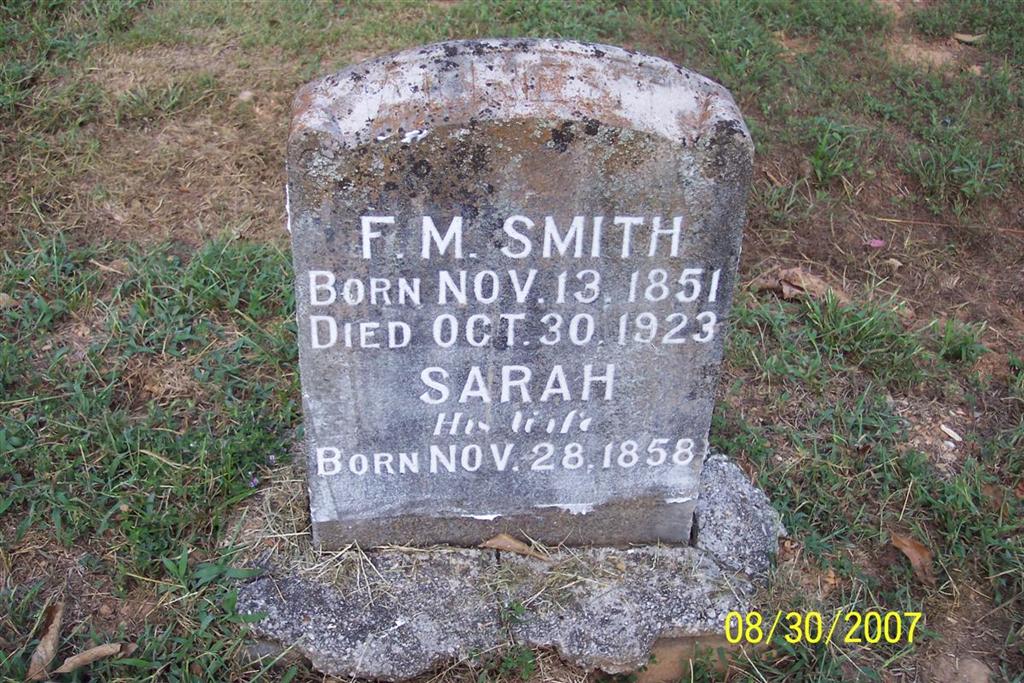 F. M. SMITH
BORN NOV. 13. 1851
DIED OCT. 30. 1923
SARAH
His Wife
BORN NOV. 28. 1858
08/30/2007